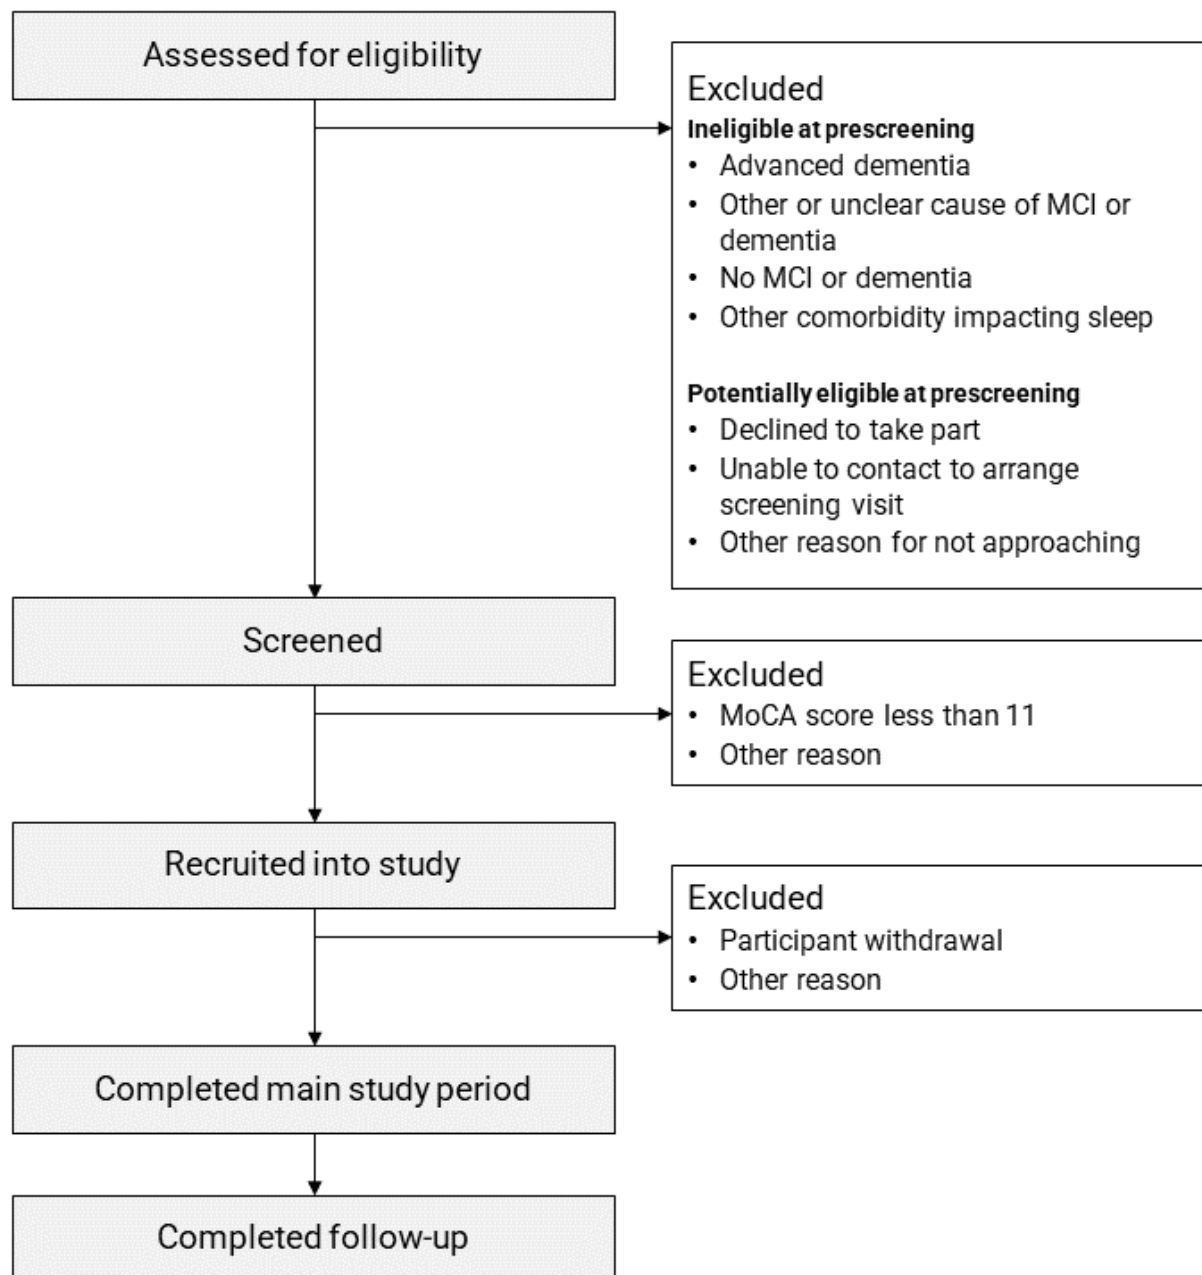 Assessed for eligibility
Excluded
Ineligible at prescreening
• Advanced dementia
• Other or unclear cause of MCI or
dementia
• No MCI or dementia
• Other comorbidity impacting sleep
Potentially eligible at prescreening
• Declined to take part
• Unable to contact to arrange
screening visit
• Other reason for not approaching
Screened
Excluded
• MoCA score less than 11
• Other reason
Recruited into study
Excluded
• Participant withdrawal
• Other reason
Completed main study period
Completed follow-up